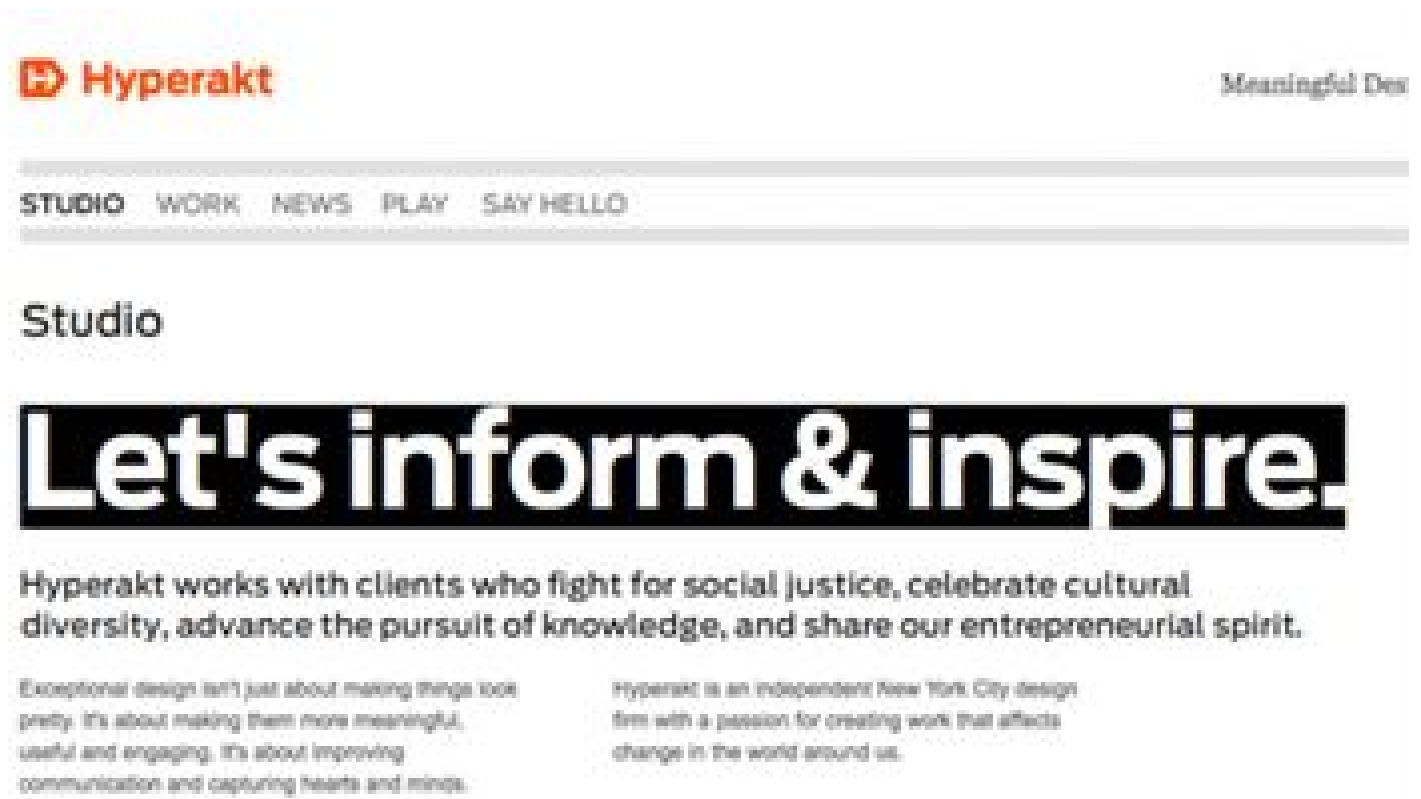 Hyperakt
Meaningful Des
STUDIO WORK NEWS PLAY SAY HELLO
Studio
Let's inform & inspire.
Hyperakt works with clients who fight for social justice, celebrate cultural
diversity, advance the pursuit of knowledge, and share our entrepreneurial spirit.
Exceptional design isn't just about making things look
pretty. It's about making them more meaningful,
useful and engaging. It's about improving
communication and capturing hearts and minds.
Hyperakt is an independent New York City design
firm with a passion for creating work that affects
change in the world around us.